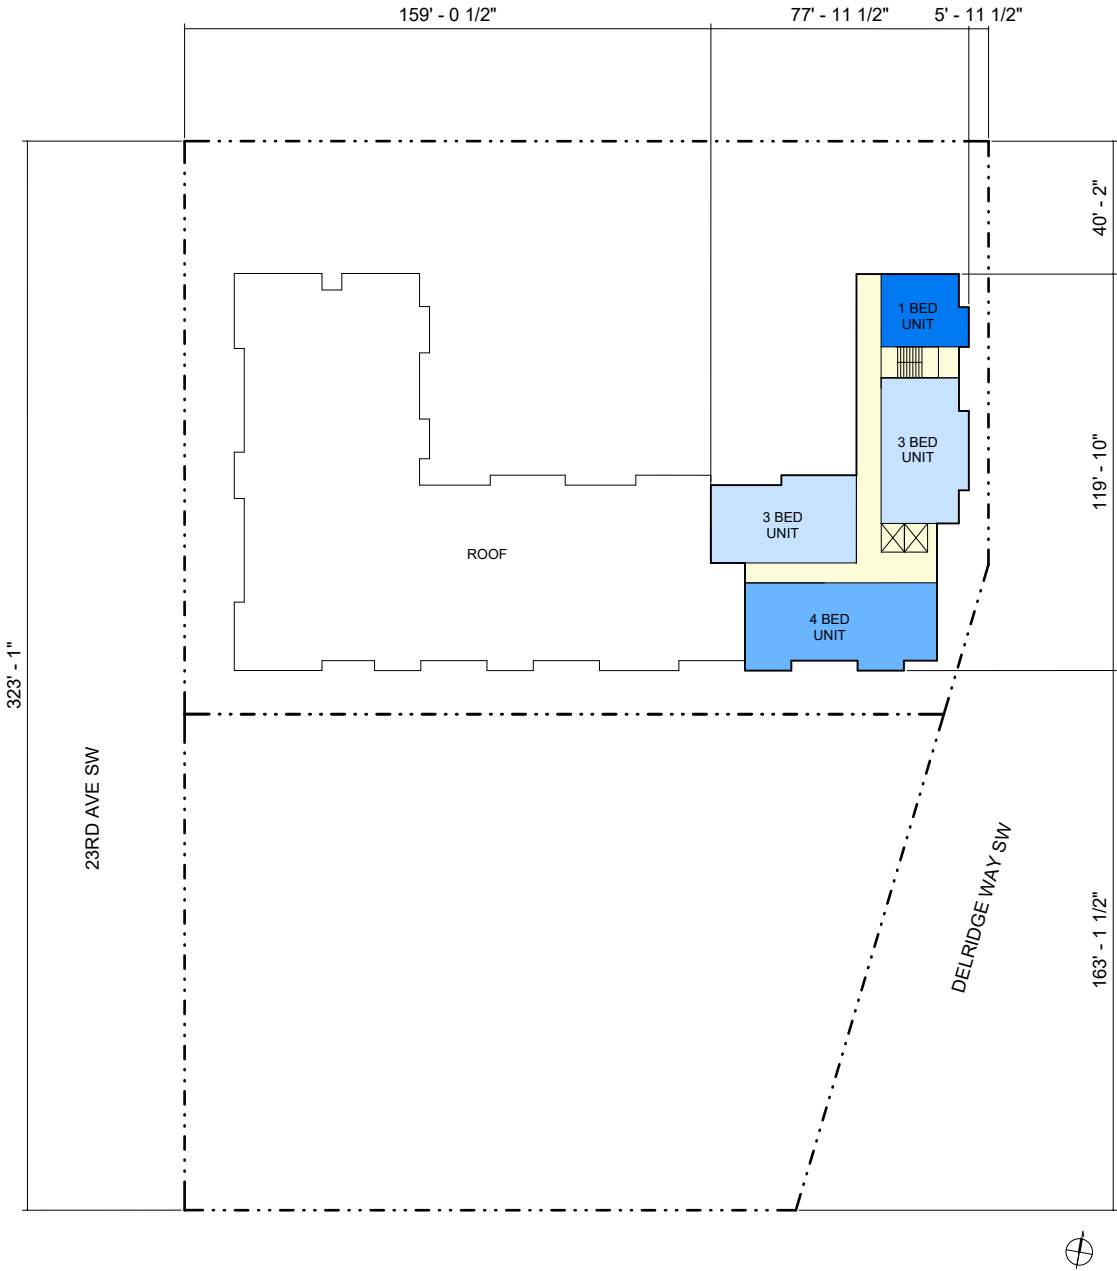 159' - 0 1/2"
77' - 11 1/2"
5' - 11 1/2"
40' - 2"
1 BED
UNIT
3 BED
UNIT
119' - 10"
3 BED
UNIT
ROOF
4 BED
UNIT
323' - 1"
23RD AVE SW
DELRIDGE WAY SW
163' - 1 1/2"